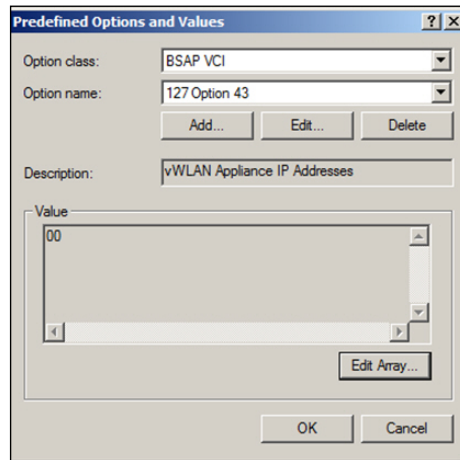 Predefined Options and Values
Option class:
BSAP VCI
Option name:
127 Option 43
Add...
Edit...
Delete
Description:
vWLAN Appliance IP Addresses
Value
00
Edit Array...
OK
Cancel